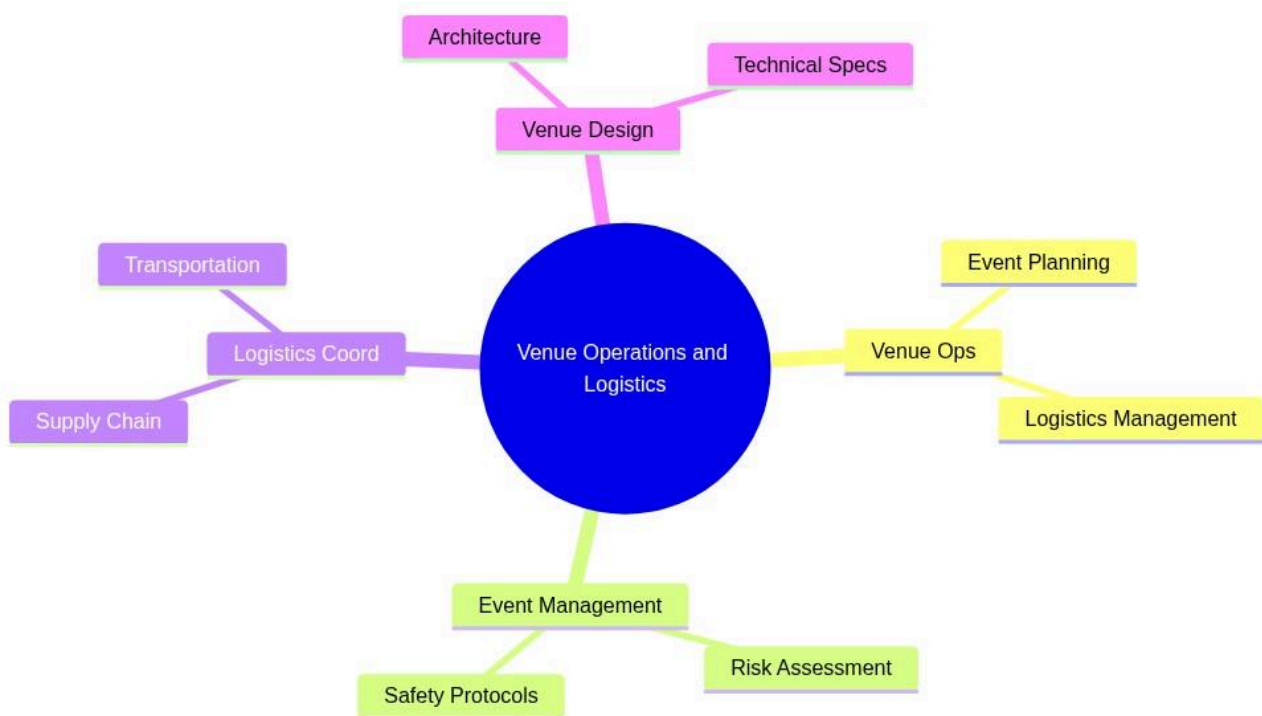 Architecture
Technical Specs
Venue Design
Transportation
Event Planning
Logistics Coord
Venue Operations and
Logistics
Venue Ops
Supply Chain
Logistics Management
Event Management
Safety Protocols
Risk Assessment